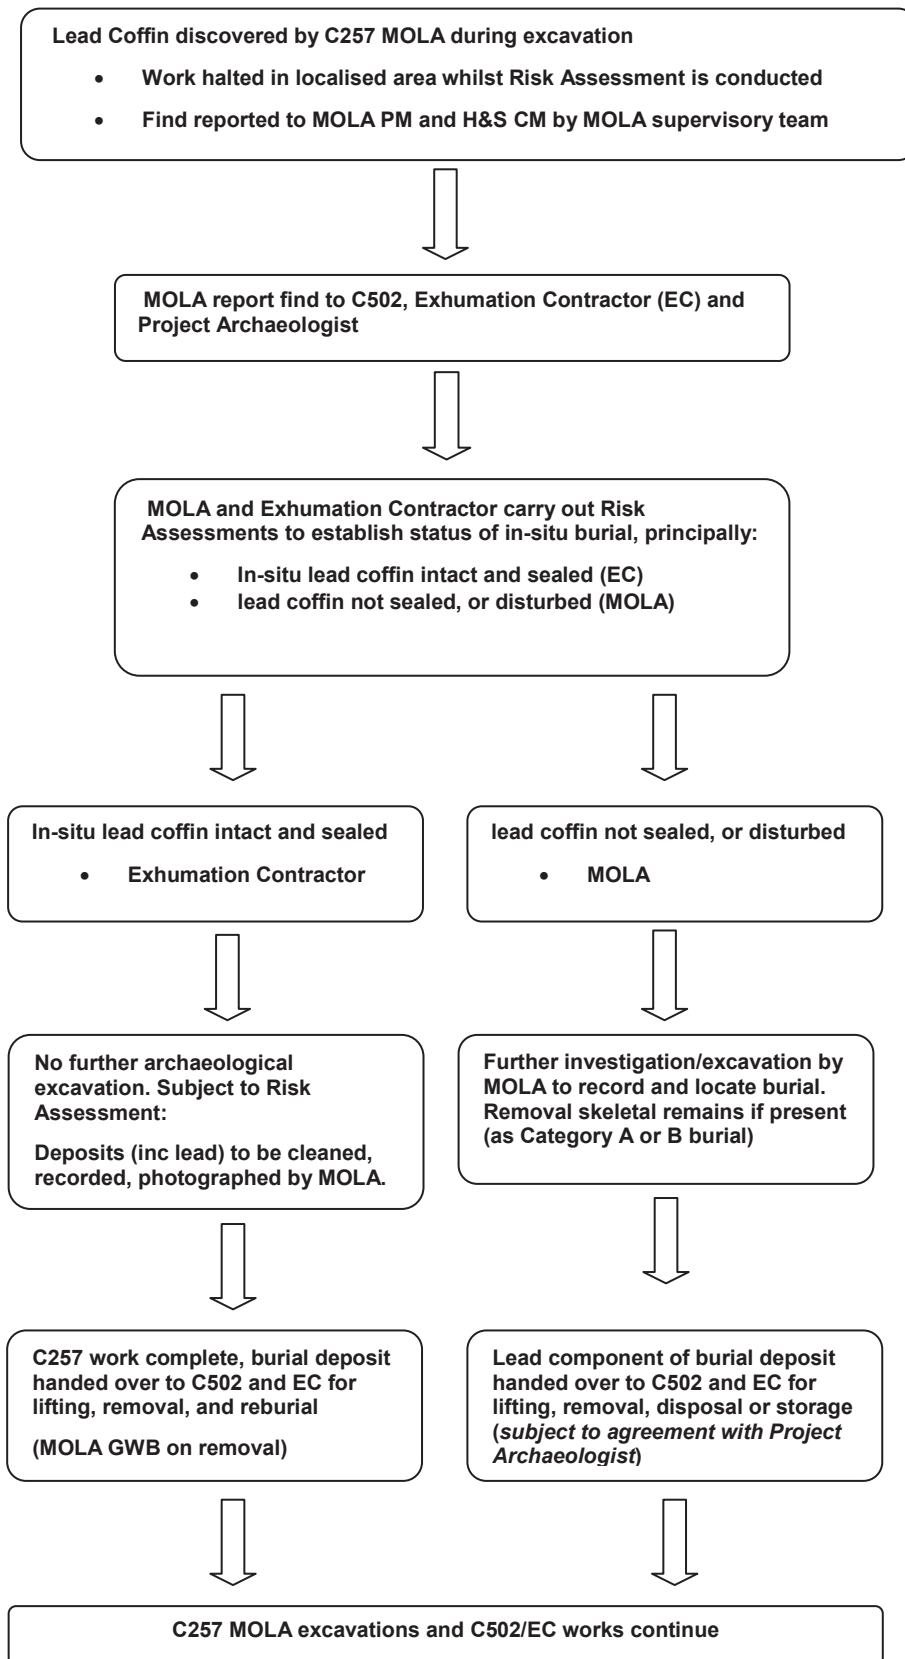 Lead Coffin discovered by C257 MOLA during excavation
• Work halted in localised area whilst Risk Assessment is conducted
• Find reported to MOLA PM and H&S CM by MOLA supervisory team
MOLA report find to C502, Exhumation Contractor (EC) and
Project Archaeologist
MOLA and Exhumation Contractor carry out Risk
Assessments to establish status of in-situ burial, principally:
• In-situ lead coffin intact and sealed (EC)
• lead coffin not sealed, or disturbed (MOLA)
In-situ lead coffin intact and sealed
• Exhumation Contractor
lead coffin not sealed, or disturbed
• MOLA
No further archaeological
excavation. Subject to Risk
Assessment:
Deposits (inc lead) to be cleaned,
recorded, photographed by MOLA.
Further investigation/excavation by
MOLA to record and locate burial.
Removal skeletal remains if present
(as Category A or B burial)
C257 work complete, burial deposit
handed over to C502 and EC for
lifting, removal, and reburial
(MOLA GWB on removal)
Lead component of burial deposit
handed over to C502 and EC for
lifting, removal, disposal or storage
(subject to agreement with Project
Archaeologist)
C257 MOLA excavations and C502/EC works continue